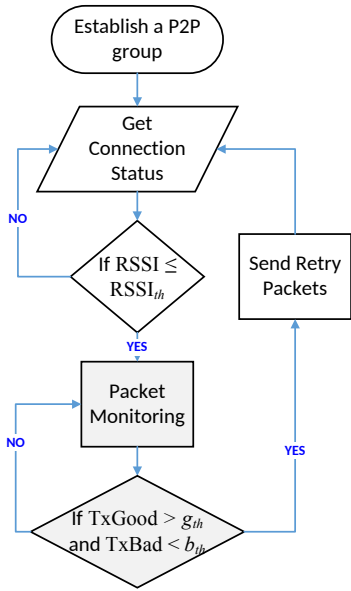 Establish a P2P
group
Get
Connection
Status
NO
If RSSI ≤
RSSIth
Send Retry
Packets
YES
Packet
Monitoring
NO
YES
If TxGood > gth
and TxBad < bth